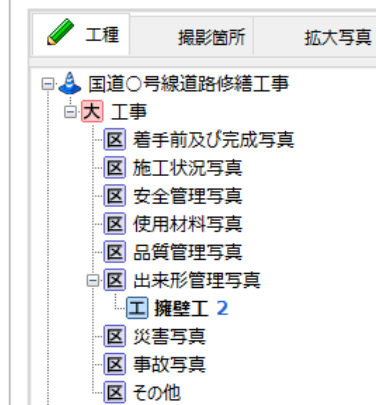 工種 撮影箇所 拡大写真
国道〇号線道路修繕工事
大 工事
区 着手前及び完成写真
区 施工状況写真
区 安全管理写真
区 使用材料写真
区 品質管理写真
区 出来形管理写真
工 擁壁工 2
区 災害写真
区 事故写真
区 その他